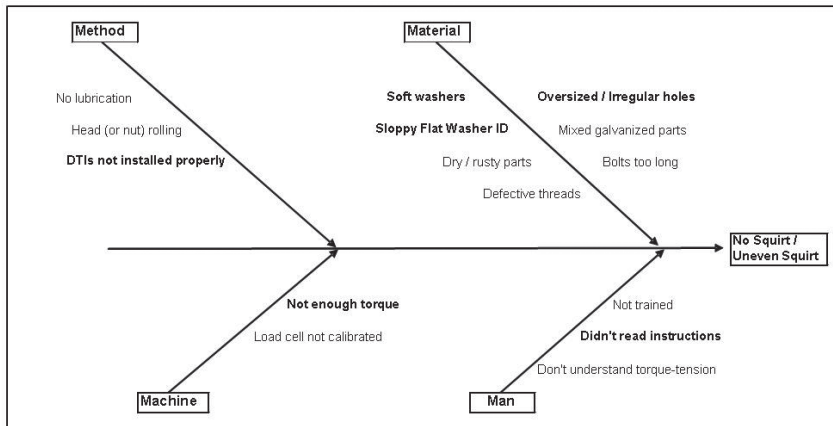 Method
Material
No lubrication
Head (or nut) rolling
DTIs not installed properly
Soft washers
Sloppy Flat Washer ID
Dry / rusty parts
Defective threads
Oversized / Irregular holes
Mixed galvanized parts
Bolts too long
No Squirt /
Uneven Squirt
Not enough torque
Load cell not calibrated
Machine
Not trained
Didn't read instructions
Don't understand torque-tension
Man